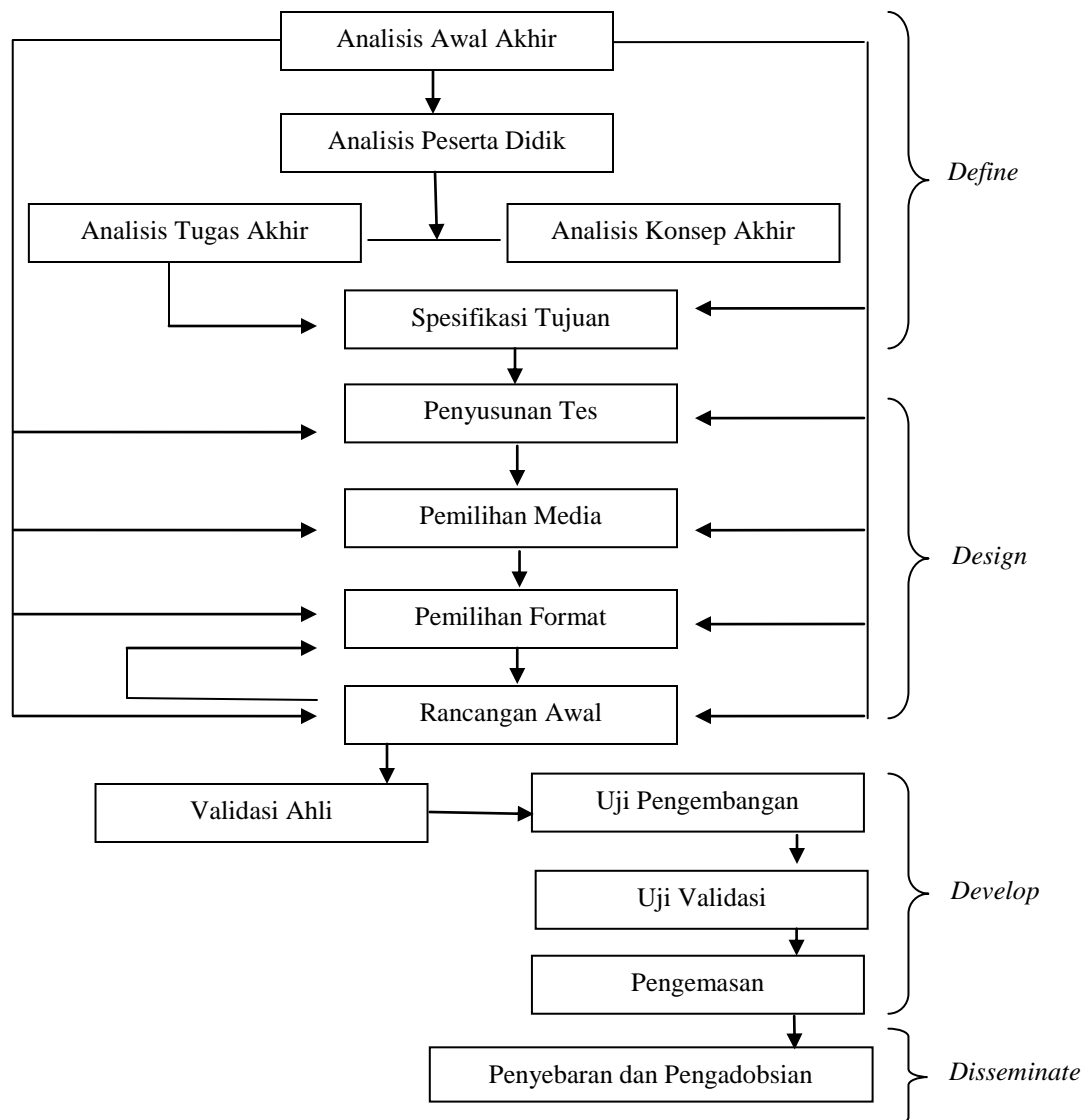 Analisis Awal Akhir
Analisis Peserta Didik
Define
Analisis Tugas Akhir
Analisis Konsep Akhir
Spesifikasi Tujuan
Penyusunan Tes
Pemilihan Media
Design
Pemilihan Format
Rancangan Awal
Validasi Ahli
Uji Pengembangan
Uji Validasi
Develop
Pengemasan
Penyebaran dan Pengadobsian
Disseminate